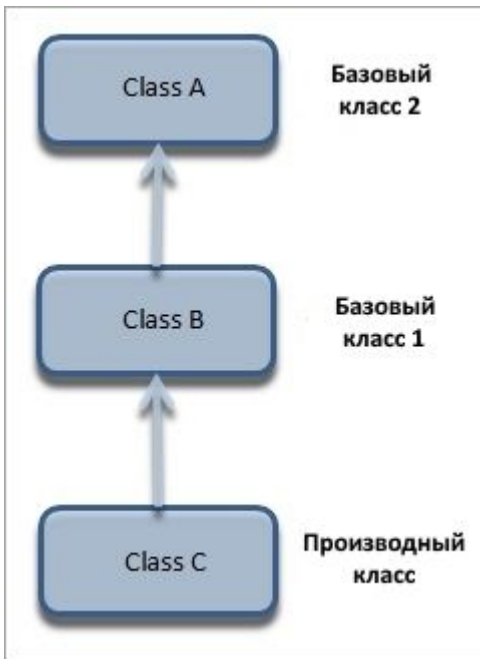 Class A
Базовый
класс 2
Class B
Базовый
класс 1
Class C
Производный
класс